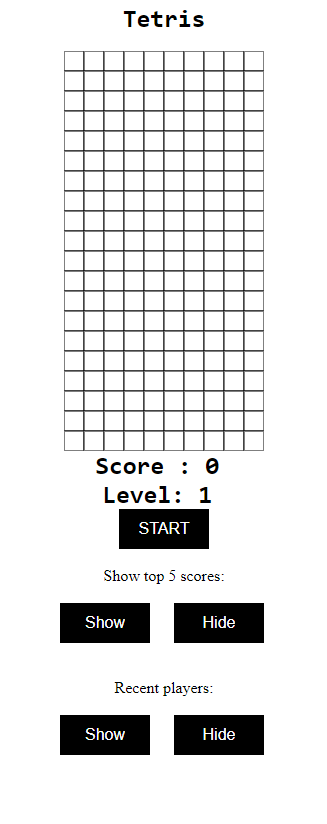 Tetris
Score : 0
Level: 1
START
Show top 5 scores:
Show Hide
Recent players:
Show Hide